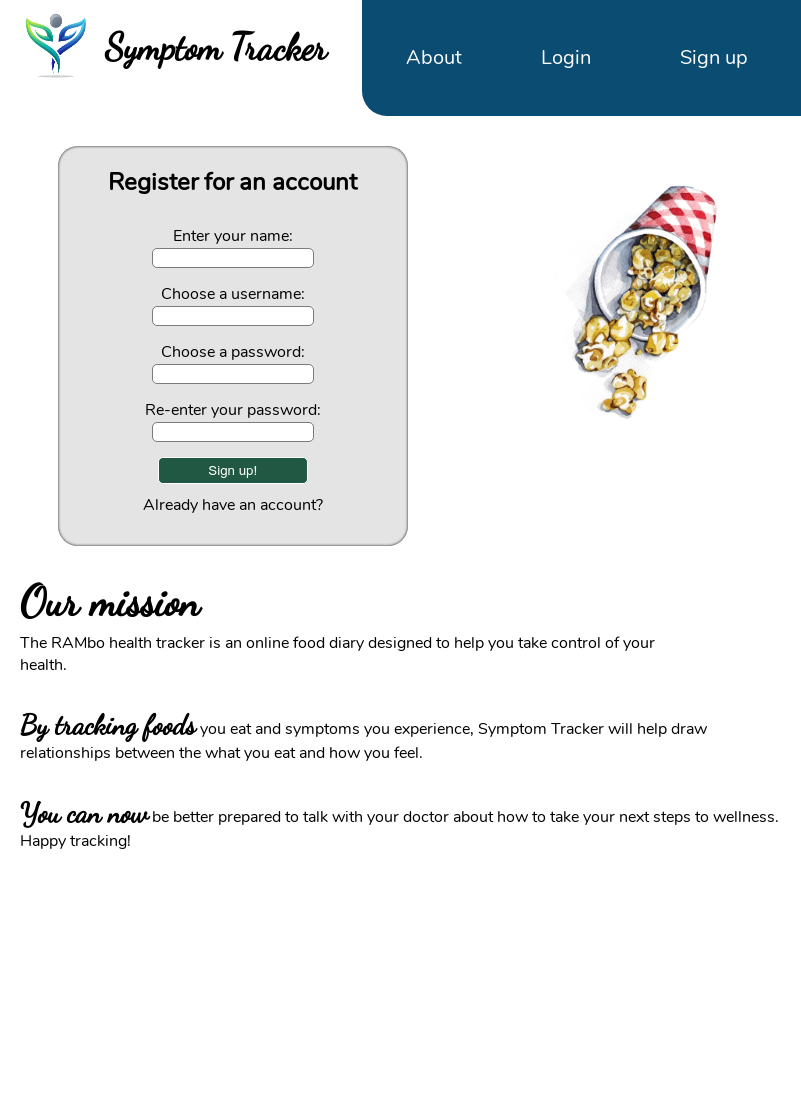 Symptom Tracker
About
Login
Sign up
Register for an account
Enter your name:
Choose a username:
Choose a password:
Re-enter your password:
Sign up!
Already have an account?
Our mission
The RAMbo health tracker is an online food diary designed to help you take control of your
health.
By tracking foods you eat and symptoms you experience, Symptom Tracker will help draw
relationships between the what you eat and how you feel.
You can now be better prepared to talk with your doctor about how to take your next steps to wellness.
Happy tracking!